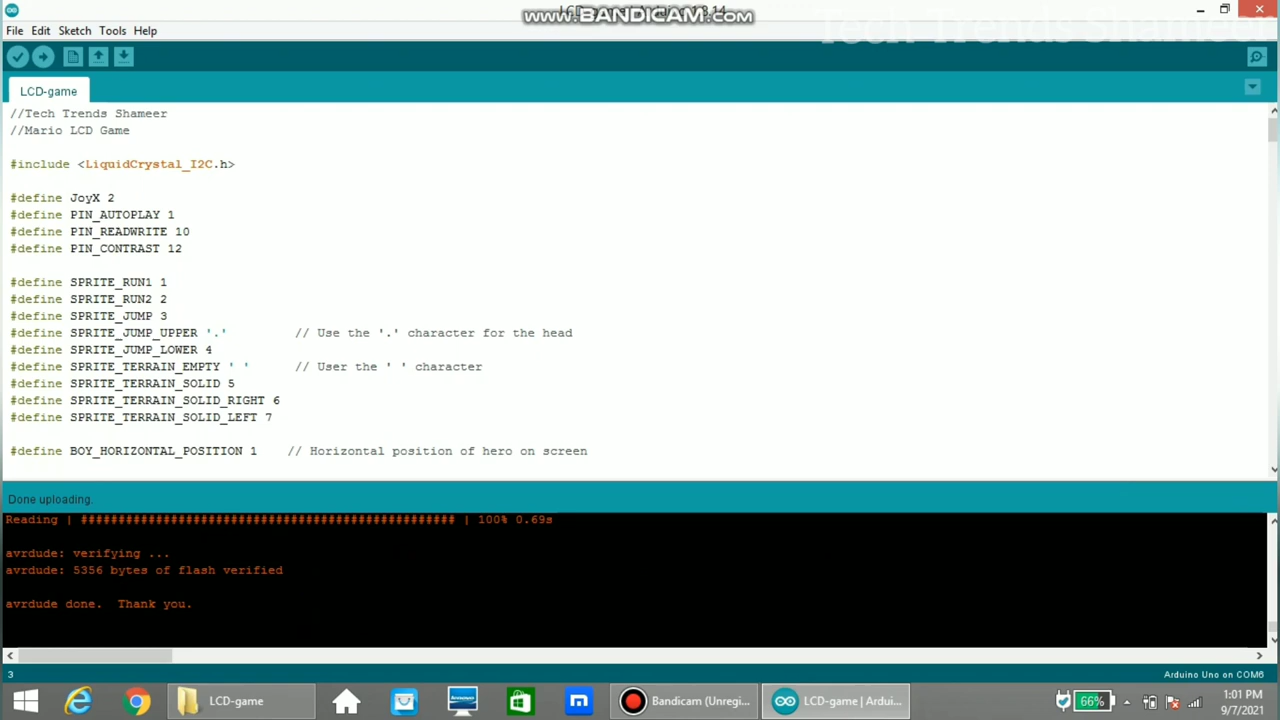 www.BANDICAM.com
Tech Trends Shameer
File Edit Sketch Tools Help
LCD-game
//Tech Trends Shameer
//Mario LCD Game
#include <LiquidCrystal_I2C.h>
#define JoyX 2
#define PIN_AUTOPLAY 1
#define PIN_READWRITE 10
#define PIN_CONTRAST 12
#define SPRITE_RUN1 1
#define SPRITE_RUN2 2
#define SPRITE_JUMP 3
#define SPRITE_JUMP_UPPER '.' // Use the '.' character for the head
#define SPRITE_JUMP_LOWER 4
#define SPRITE_TERRAIN_EMPTY ' ' // User the ' ' character
#define SPRITE_TERRAIN_SOLID 5
#define SPRITE_TERRAIN_SOLID_RIGHT 6
#define SPRITE_TERRAIN_SOLID_LEFT 7
#define BOY_HORIZONTAL_POSITION 1 // Horizontal position of hero on screen
Done uploading.
Reading | ################################################## | 100% 0.69s
avrdude: verifying ...
avrdude: 5356 bytes of flash verified
avrdude done. Thank you.
3 Arduino Uno on COM6
LCD-game Bandicam (Unregi... LCD-game | Ardui... 66% 1:01 PM
9/7/2021